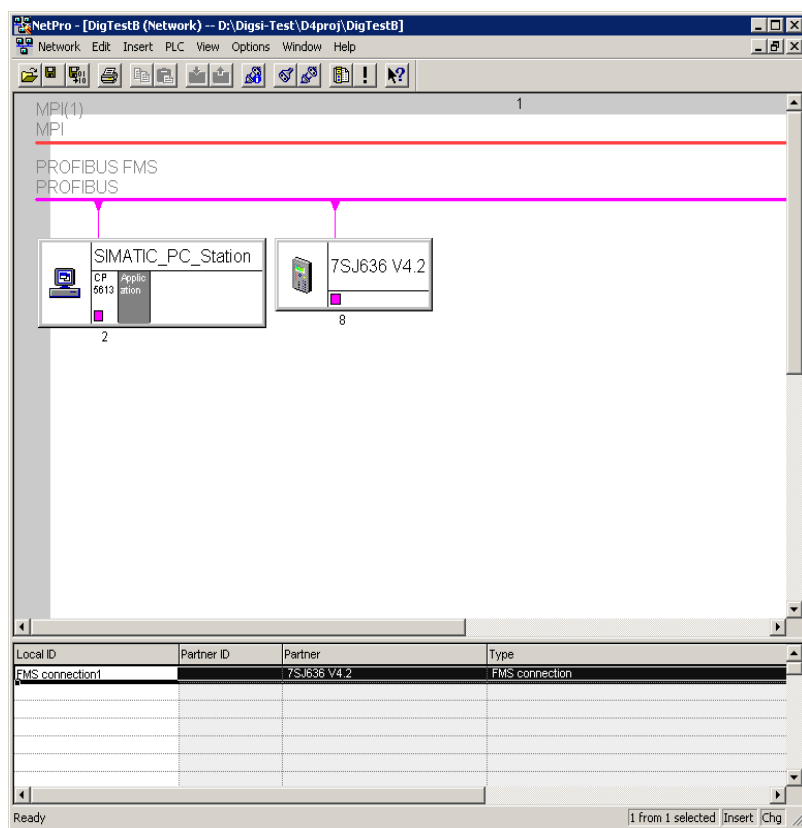 NetPro - [DigTestB (Network) -- D:\Digsi-Test\D4proj\DigTestB]
Network Edit Insert PLC View Options Window Help
1
MPI(1)
MPI
PROFIBUS FMS
PROFIBUS
SIMATIC_PC_Station
CP
5613
Applic
ation
2
7SJ636 V4.2
8
Local ID Partner ID Partner Type
FMS connection1 7SJ636 V4.2 FMS connection
Ready 1 from 1 selected Insert Chg